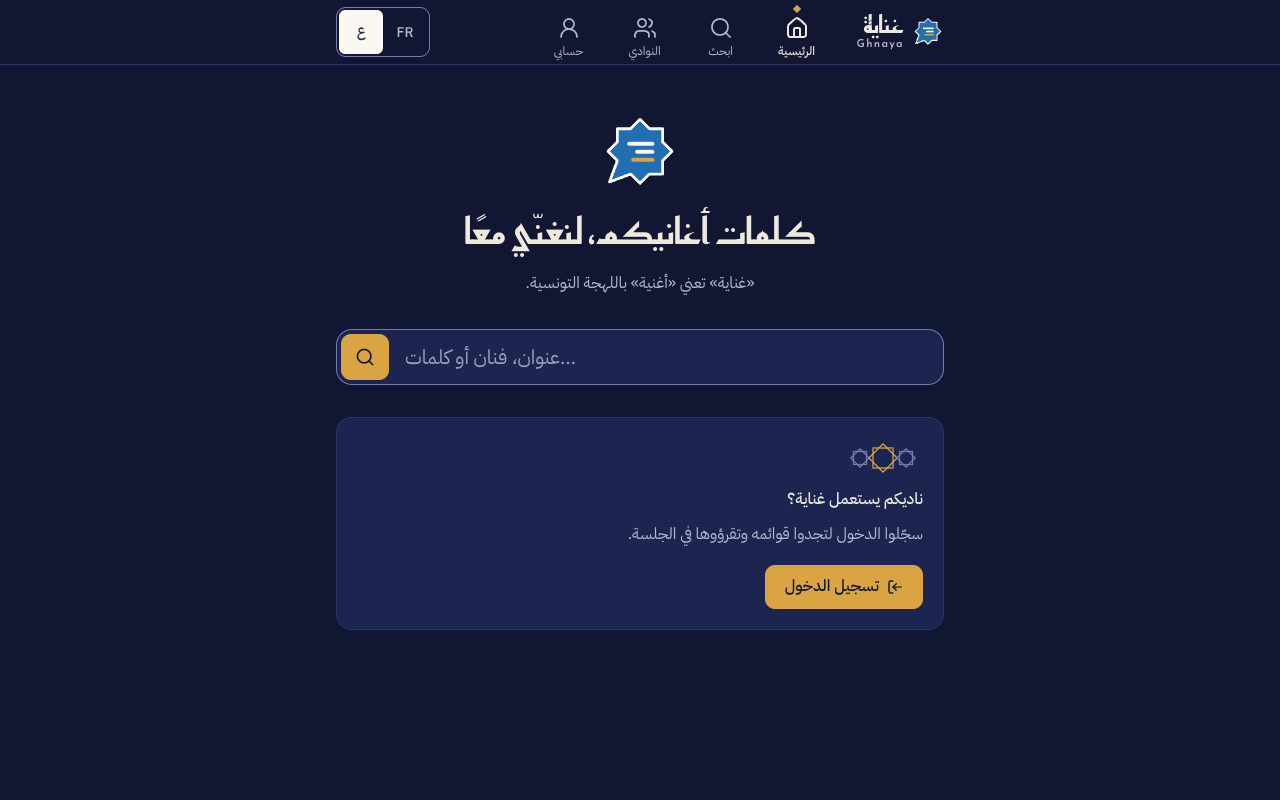 غناية
Ghnaya
الرئيسية
ابحث
النوادي
حسابي
FR
ع
كلمات أغانيكم، لنغنّي معًا
«غناية» تعني «أغنية» باللهجة التونسية.
عنوان، فنان أو كلمات...
ناديكم يستعمل غناية؟
سجّلوا الدخول لتجدوا قوائمه وتقرؤوها في الجلسة.
تسجيل الدخول